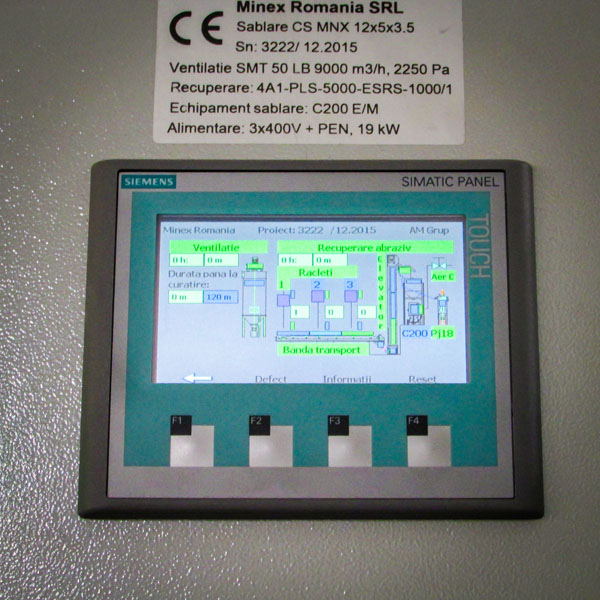 CE
Minex Romania SRL
Sablare CS MNX 12x5x3.5
Sn: 3222/ 12.2015
Ventilatie SMT 50 LB 9000 m3/h, 2250 Pa
Recuperare: 4A1-PLS-5000-ESRS-1000/1
Echipament sablare: C200 E/M
Alimentare: 3x400V + PEN, 19 kW
SIEMENS
SIMATIC PANEL
TOUCH
Minex Romania Proiect: 3222 /12.2015 AM Grup
Ventilatie Recuperare abraziv
0 h: 0 m 0 h: 0 m
Durata pana la
curatire:
0 m 120 m
Racleti
1 2 3
1 0 0
Elevator
Aer C
C200 Pj18
Banda transport
Defect Informatii Reset
F1 F2 F3 F4